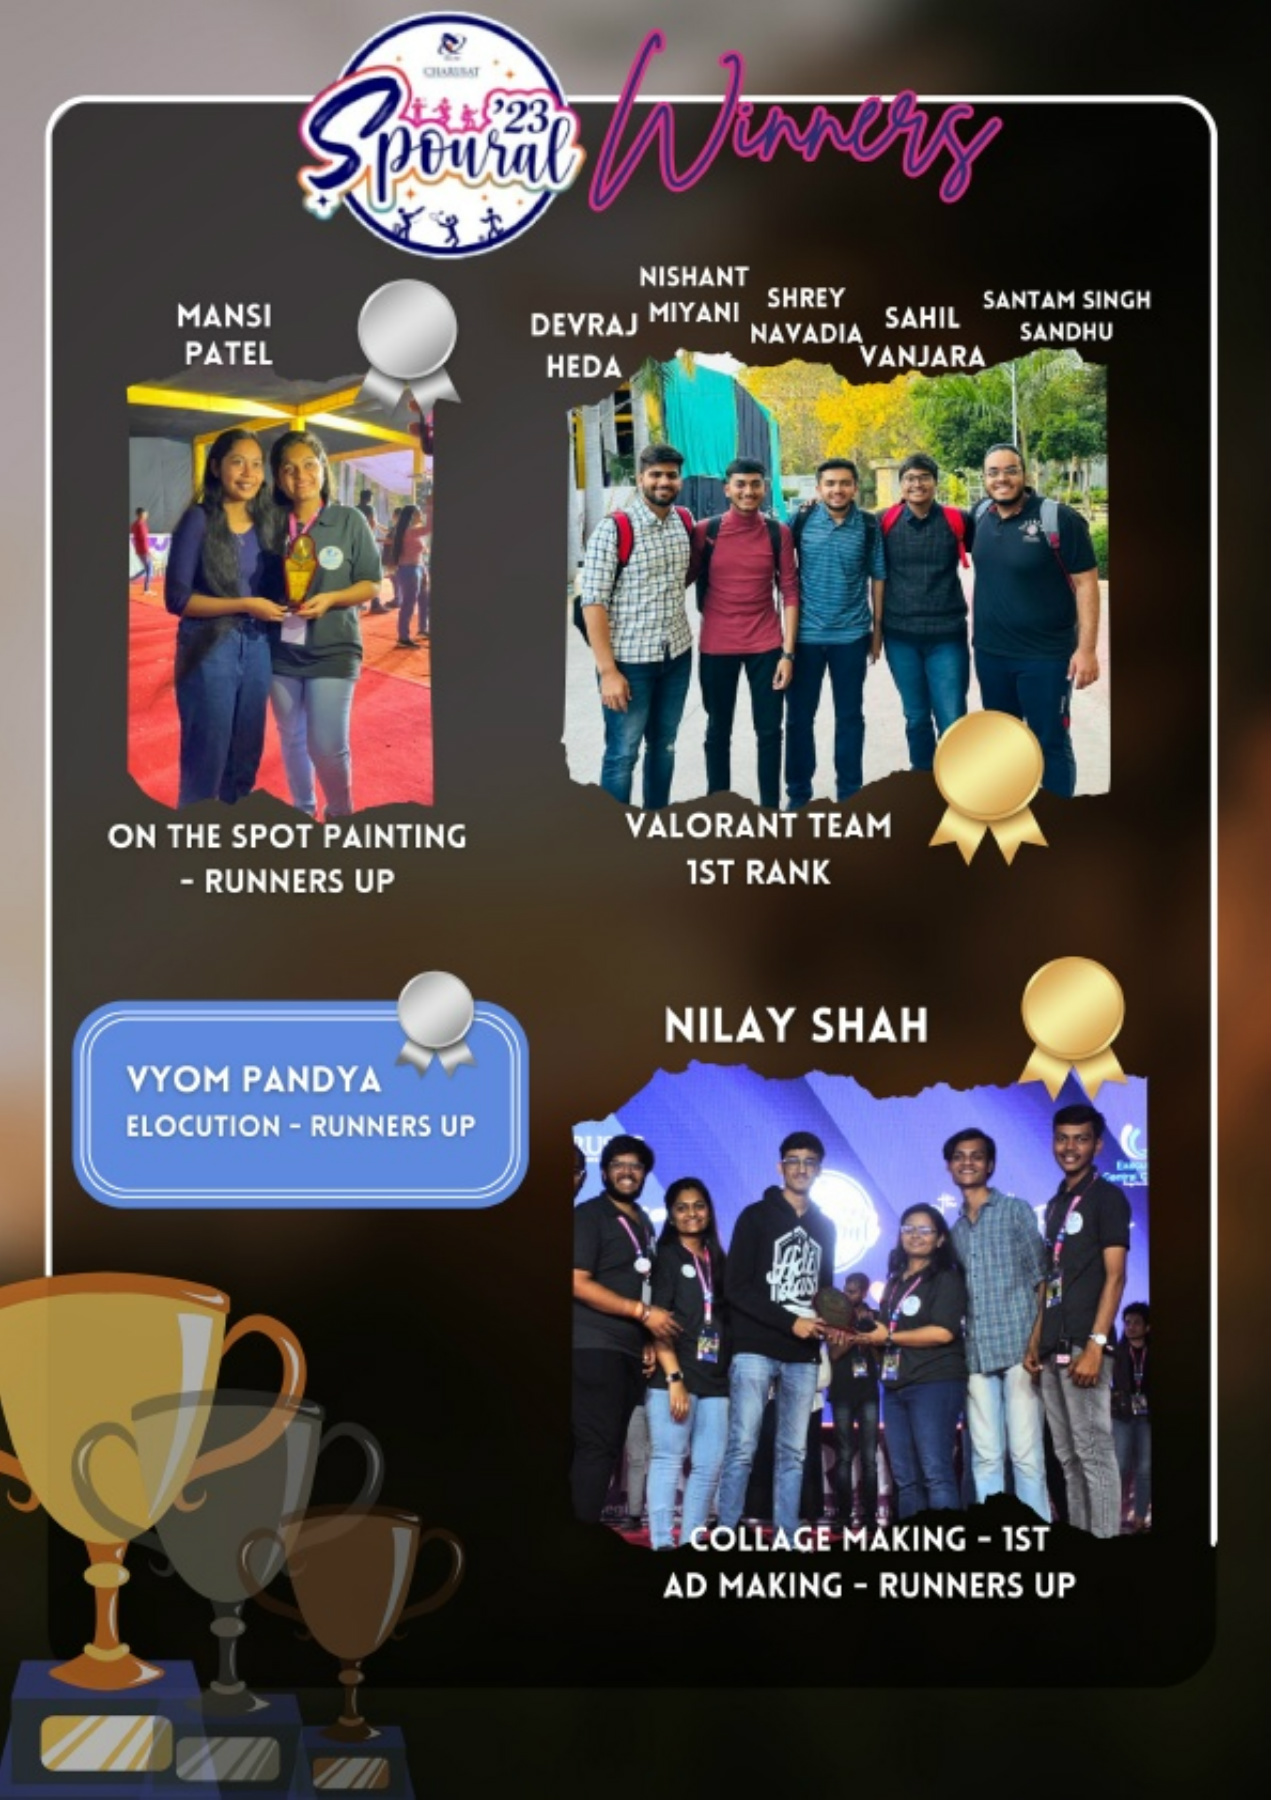 CHARUSAT
Spoural '23
Winners
MANSI
PATEL
DEVRAJ
HEDA
NISHANT
MIYANI
SHREY
NAVADIA
SAHIL
VANJARA
SANTAM SINGH
SANDHU
ON THE SPOT PAINTING
- RUNNERS UP
VALORANT TEAM
1ST RANK
VYOM PANDYA
ELOCUTION - RUNNERS UP
NILAY SHAH
COLLAGE MAKING - 1ST
AD MAKING - RUNNERS UP